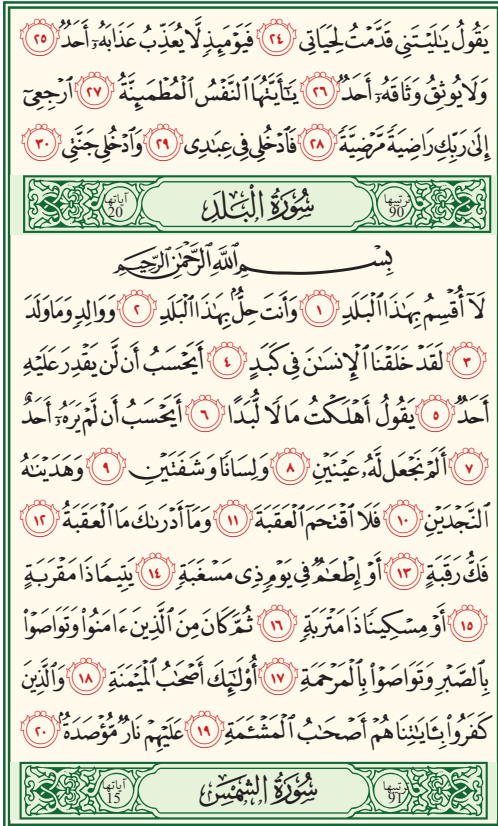 يَقُولُ يَٰلَيْتَنِى قَدَّمْتُ لِحَيَاتِى ٢٤ فَيَوْمَئِذٍ لَّا يُعَذِّبُ عَذَابَهُۥٓ أَحَدٌ ٢٥
وَلَا يُوثِقُ وَثَاقَهُۥٓ أَحَدٌ ٢٦ يَٰٓأَيَّتُهَا ٱلنَّفْسُ ٱلْمُطْمَئِنَّةُ ٢٧ ٱرْجِعِىٓ
إِلَىٰ رَبِّكِ رَاضِيَةً مَّرْضِيَّةً ٢٨ فَٱدْخُلِى فِى عِبَٰدِى ٢٩ وَٱدْخُلِى جَنَّتِى ٣٠
ترتيبها 90 سُورَةُ الْبَلَدِ آياتها 20
بِسْمِ ٱللَّهِ ٱلرَّحْمَٰنِ ٱلرَّحِيمِ
لَآ أُقْسِمُ بِهَٰذَا ٱلْبَلَدِ ١ وَأَنتَ حِلٌّۢ بِهَٰذَا ٱلْبَلَدِ ٢ وَوَالِدٍ وَمَا وَلَدَ
٣ لَقَدْ خَلَقْنَا ٱلْإِنسَٰنَ فِى كَبَدٍ ٤ أَيَحْسَبُ أَن لَّن يَقْدِرَ عَلَيْهِ
أَحَدٌ ٥ يَقُولُ أَهْلَكْتُ مَالًا لُّبَدًا ٦ أَيَحْسَبُ أَن لَّمْ يَرَهُۥٓ أَحَدٌ
٧ أَلَمْ نَجْعَل لَّهُۥ عَيْنَيْنِ ٨ وَلِسَانًا وَشَفَتَيْنِ ٩ وَهَدَيْنَٰهُ
ٱلنَّجْدَيْنِ ١٠ فَلَا ٱقْتَحَمَ ٱلْعَقَبَةَ ١١ وَمَآ أَدْرَىٰكَ مَا ٱلْعَقَبَةُ ١٢
فَكُّ رَقَبَةٍ ١٣ أَوْ إِطْعَٰمٌ فِى يَوْمٍ ذِى مَسْغَبَةٍ ١٤ يَتِيمًا ذَا مَقْرَبَةٍ
١٥ أَوْ مِسْكِينًا ذَا مَتْرَبَةٍ ١٦ ثُمَّ كَانَ مِنَ ٱلَّذِينَ ءَامَنُوا۟ وَتَوَاصَوْا۟
بِٱلصَّبْرِ وَتَوَاصَوْا۟ بِٱلْمَرْحَمَةِ ١٧ أُو۟لَٰٓئِكَ أَصْحَٰبُ ٱلْمَيْمَنَةِ ١٨ وَٱلَّذِينَ
كَفَرُوا۟ بِـَٔايَٰتِنَا هُمْ أَصْحَٰبُ ٱلْمَشْـَٔمَةِ ١٩ عَلَيْهِمْ نَارٌ مُّؤْصَدَةٌۢ ٢٠
ترتيبها 91 سُورَةُ الشَّمْسِ آياتها 15